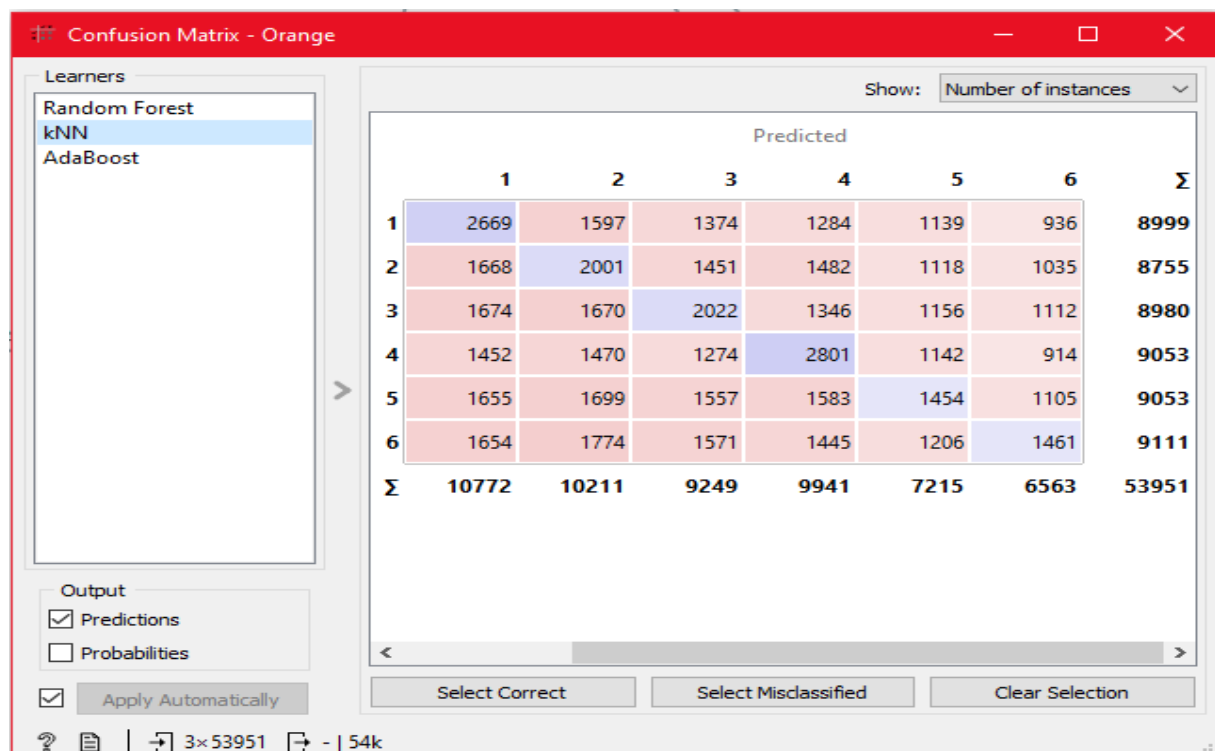 Confusion Matrix - Orange
Learners
Random Forest
kNN
AdaBoost
Show: Number of instances
Predicted
1 2 3 4 5 6 Σ
1 2669 1597 1374 1284 1139 936 8999
2 1668 2001 1451 1482 1118 1035 8755
3 1674 1670 2022 1346 1156 1112 8980
4 1452 1470 1274 2801 1142 914 9053
5 1655 1699 1557 1583 1454 1105 9053
6 1654 1774 1571 1445 1206 1461 9111
Σ 10772 10211 9249 9941 7215 6563 53951
Output
Predictions
Probabilities
Apply Automatically
Select Correct Select Misclassified Clear Selection
? | 3×53951 - | 54k